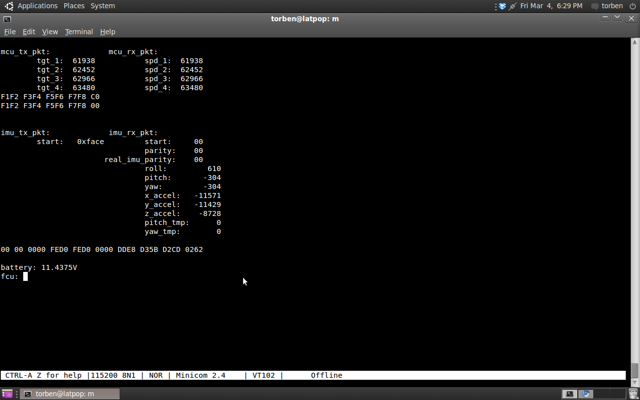 Applications Places System Fri Mar 4, 6:29 PM torben
torben@latpop: m
File Edit View Terminal Help
mcu_tx_pkt: mcu_rx_pkt:
tgt_1: 61938 spd_1: 61938
tgt_2: 62452 spd_2: 62452
tgt_3: 62966 spd_3: 62966
tgt_4: 63480 spd_4: 63480
F1F2 F3F4 F5F6 F7F8 C0
F1F2 F3F4 F5F6 F7F8 00
imu_tx_pkt: imu_rx_pkt:
start: 0xface start: 00
parity: 00
real_imu_parity: 00
roll: 610
pitch: -304
yaw: -304
x_accel: -11571
y_accel: -11429
z_accel: -8728
pitch_tmp: 0
yaw_tmp: 0
00 00 0000 FED0 FED0 0000 DDE8 D35B D2CD 0262
battery: 11.4375V
fcu:
CTRL-A Z for help |115200 8N1 | NOR | Minicom 2.4 | VT102 | Offline
torben@latpop: m